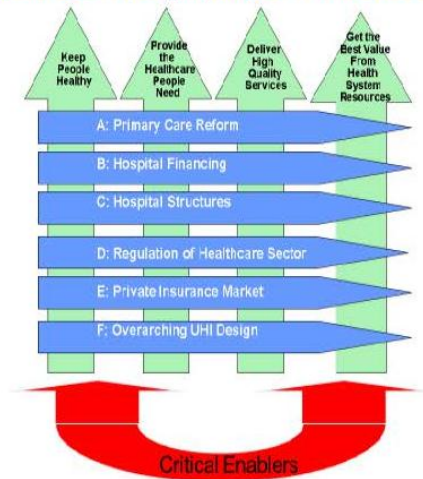 Keep
People
Healthy
Provide
the
Healthcare
People
Need
Deliver
High
Quality
Services
Get the
Best Value
From
Health
System
Resources
A: Primary Care Reform
B: Hospital Financing
C: Hospital Structures
D: Regulation of Healthcare Sector
E: Private Insurance Market
F: Overarching UHI Design
Critical Enablers